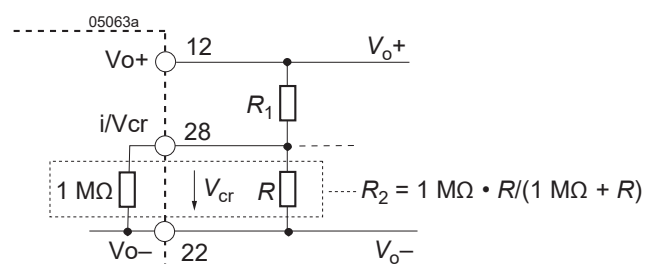 05063a
Vo+ 12 Vo+
R1
i/Vcr 28
1 MΩ Vcr R R2 = 1 MΩ • R/(1 MΩ + R)
Vo– 22 Vo–